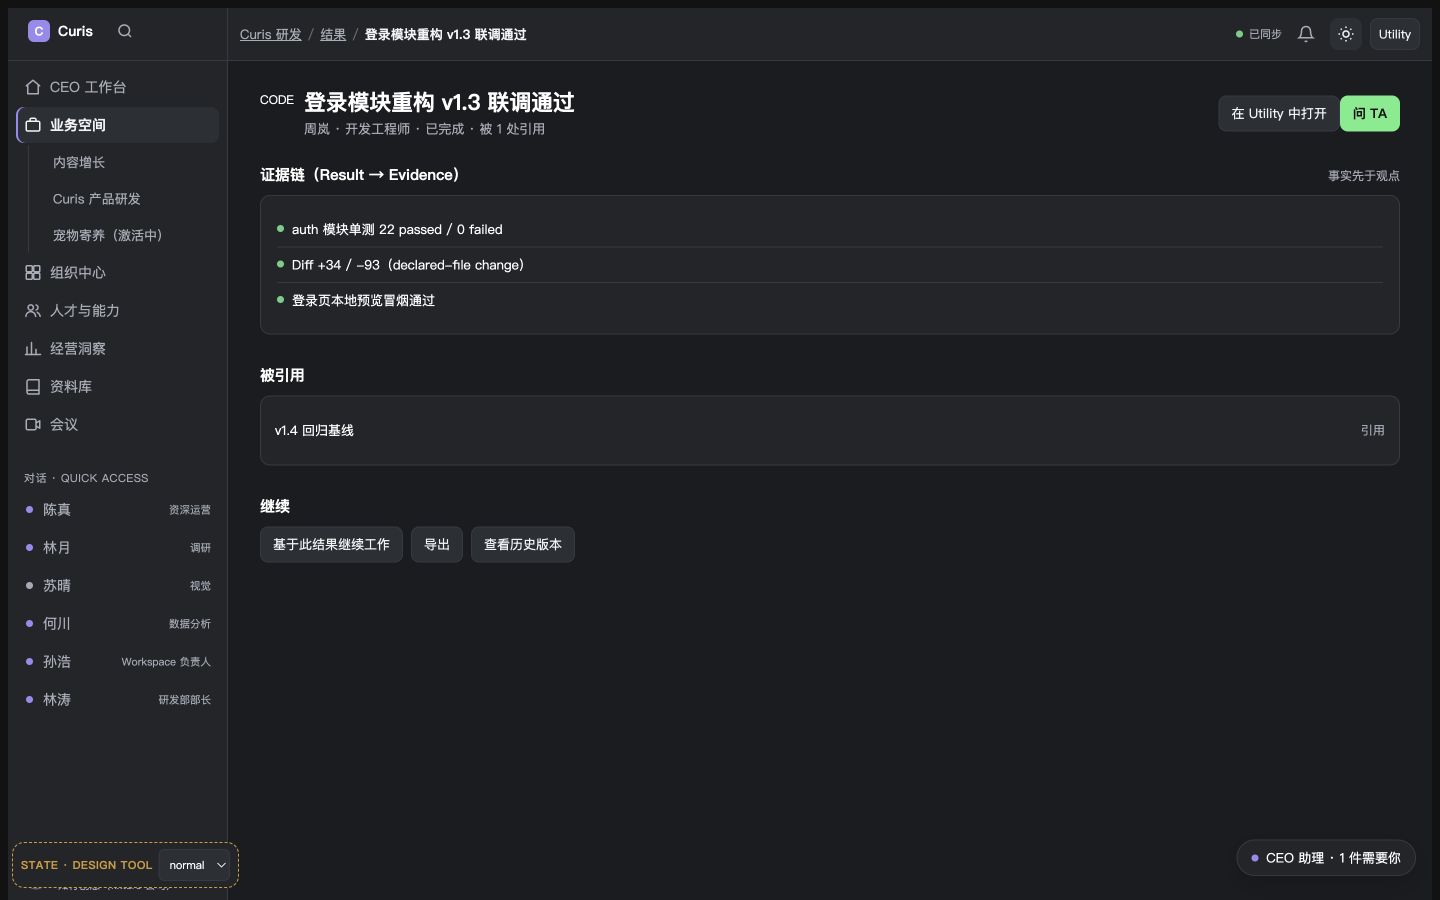 C Curis
Curis 研发 / 结果 / 登录模块重构 v1.3 联调通过
已同步
Utility
CEO 工作台
业务空间
内容增长
Curis 产品研发
宠物寄养（激活中）
组织中心
人才与能力
经营洞察
资料库
会议
对话 · QUICK ACCESS
陈真 资深运营
林月 调研
苏晴 视觉
何川 数据分析
孙浩 Workspace 负责人
林涛 研发部部长
STATE · DESIGN TOOL normal
CODE 登录模块重构 v1.3 联调通过
周岚 · 开发工程师 · 已完成 · 被 1 处引用
在 Utility 中打开
问 TA
证据链（Result → Evidence）
事实先于观点
auth 模块单测 22 passed / 0 failed
Diff +34 / −93（declared-file change）
登录页本地预览冒烟通过
被引用
v1.4 回归基线 引用
继续
基于此结果继续工作 导出 查看历史版本
CEO 助理 · 1 件需要你